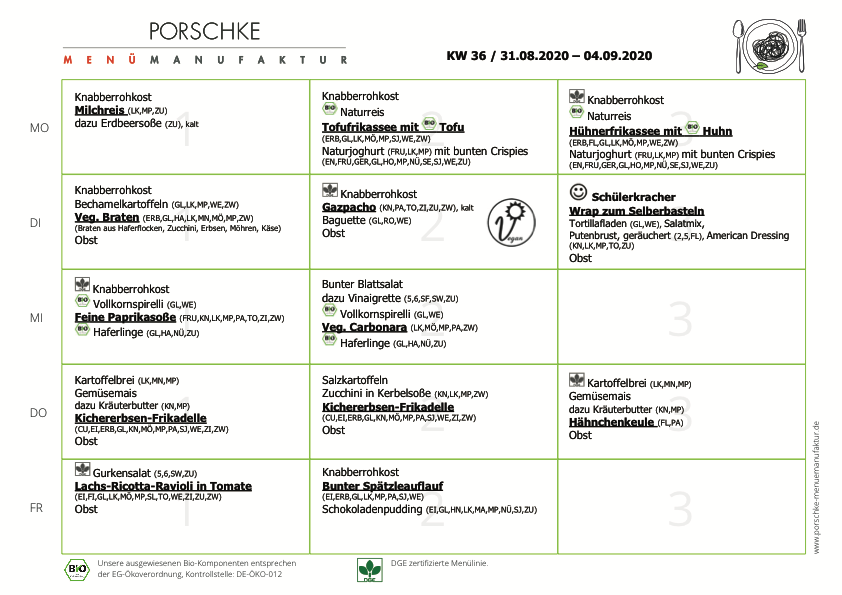 PORSCHKE
MENÜMANUFAKTUR
KW 36 / 31.08.2020 – 04.09.2020
MO
1
Knabberrohkost
Milchreis (LK,MP,ZU)
dazu Erdbeersoße (ZU), kalt
2
Knabberrohkost
BIO Naturreis
Tofufrikassee mit BIO Tofu
(ERB,GL,LK,MÖ,MP,SJ,WE,ZW)
Naturjoghurt (FRU,LK,MP) mit bunten Crispies
(EN,FRU,GER,GL,HO,MP,NÜ,SE,SJ,WE,ZU)
3
Knabberrohkost
BIO Naturreis
Hühnerfrikassee mit BIO Huhn
(ERB,FL,GL,LK,MÖ,MP,WE,ZW)
Naturjoghurt (FRU,LK,MP) mit bunten Crispies
(EN,FRU,GER,GL,HO,MP,NÜ,SE,SJ,WE,ZU)
DI
1
Knabberrohkost
Bechamelkartoffeln (GL,LK,MP,WE,ZW)
Veg. Braten (ERB,GL,HA,LK,MN,MÖ,MP,ZW)
(Braten aus Haferflocken, Zucchini, Erbsen, Möhren, Käse)
Obst
2
Knabberrohkost
Gazpacho (KN,PA,TO,ZI,ZU,ZW), kalt
Baguette (GL,RO,WE)
Obst
Vegan
Schülerkracher
Wrap zum Selberbasteln
Tortillafladen (GL,WE), Salatmix,
Putenbrust, geräuchert (2,5,FL), American Dressing
(KN,LK,MP,TO,ZU)
Obst
MI
Knabberrohkost
BIO Vollkornspirelli (GL,WE)
Feine Paprikasoße (FRU,KN,LK,MP,PA,TO,ZI,ZW)
BIO Haferlinge (GL,HA,NÜ,ZU)
Bunter Blattsalat
dazu Vinaigrette (5,6,SF,SW,ZU)
BIO Vollkornspirelli (GL,WE)
Veg. Carbonara (LK,MÖ,MP,PA,ZW)
BIO Haferlinge (GL,HA,NÜ,ZU)
3
DO
1
Kartoffelbrei (LK,MN,MP)
Gemüsemais
dazu Kräuterbutter (KN,MP)
Kichererbsen-Frikadelle
(CU,EI,ERB,GL,KN,MÖ,MP,PA,SJ,WE,ZI,ZW)
Obst
2
Salzkartoffeln
Zucchini in Kerbelsoße (KN,LK,MP,ZW)
Kichererbsen-Frikadelle
(CU,EI,ERB,GL,KN,MÖ,MP,PA,SJ,WE,ZI,ZW)
Obst
3
Kartoffelbrei (LK,MN,MP)
Gemüsemais
dazu Kräuterbutter (KN,MP)
Hähnchenkeule (FL,PA)
Obst
FR
1
Gurkensalat (5,6,SW,ZU)
Lachs-Ricotta-Ravioli in Tomate
(EI,FI,GL,LK,MÖ,MP,SL,TO,WE,ZI,ZU,ZW)
Obst
2
Knabberrohkost
Bunter Spätzleauflauf
(EI,ERB,GL,LK,MP,PA,SJ,WE)
Schokoladenpudding (EI,GL,HN,LK,MA,MP,NÜ,SJ,ZU)
3
www.porschke-menuemanufaktur.de
BIO
Unsere ausgewiesenen Bio-Komponenten entsprechen
der EG-Ökoverordnung, Kontrollstelle: DE-ÖKO-012
DGE
DGE zertifizierte Menülinie.